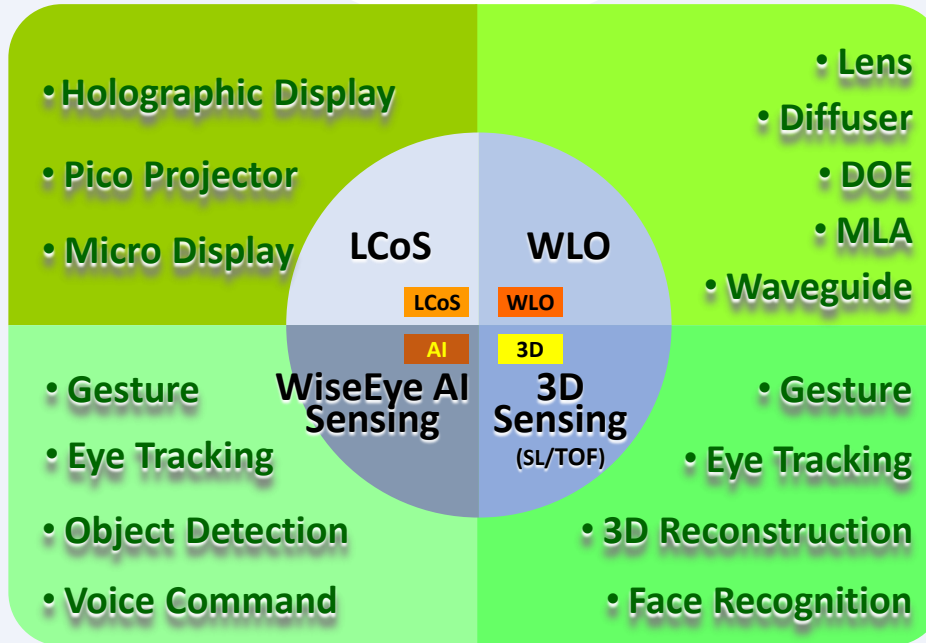 • Holographic Display
• Pico Projector
• Micro Display
LCoS
LCoS
• Lens
• Diffuser
• DOE
• MLA
• Waveguide
WLO
WLO
AI
WiseEye AI
Sensing
• Gesture
• Eye Tracking
• Object Detection
• Voice Command
3D
3D
Sensing
(SL/TOF)
• Gesture
• Eye Tracking
• 3D Reconstruction
• Face Recognition